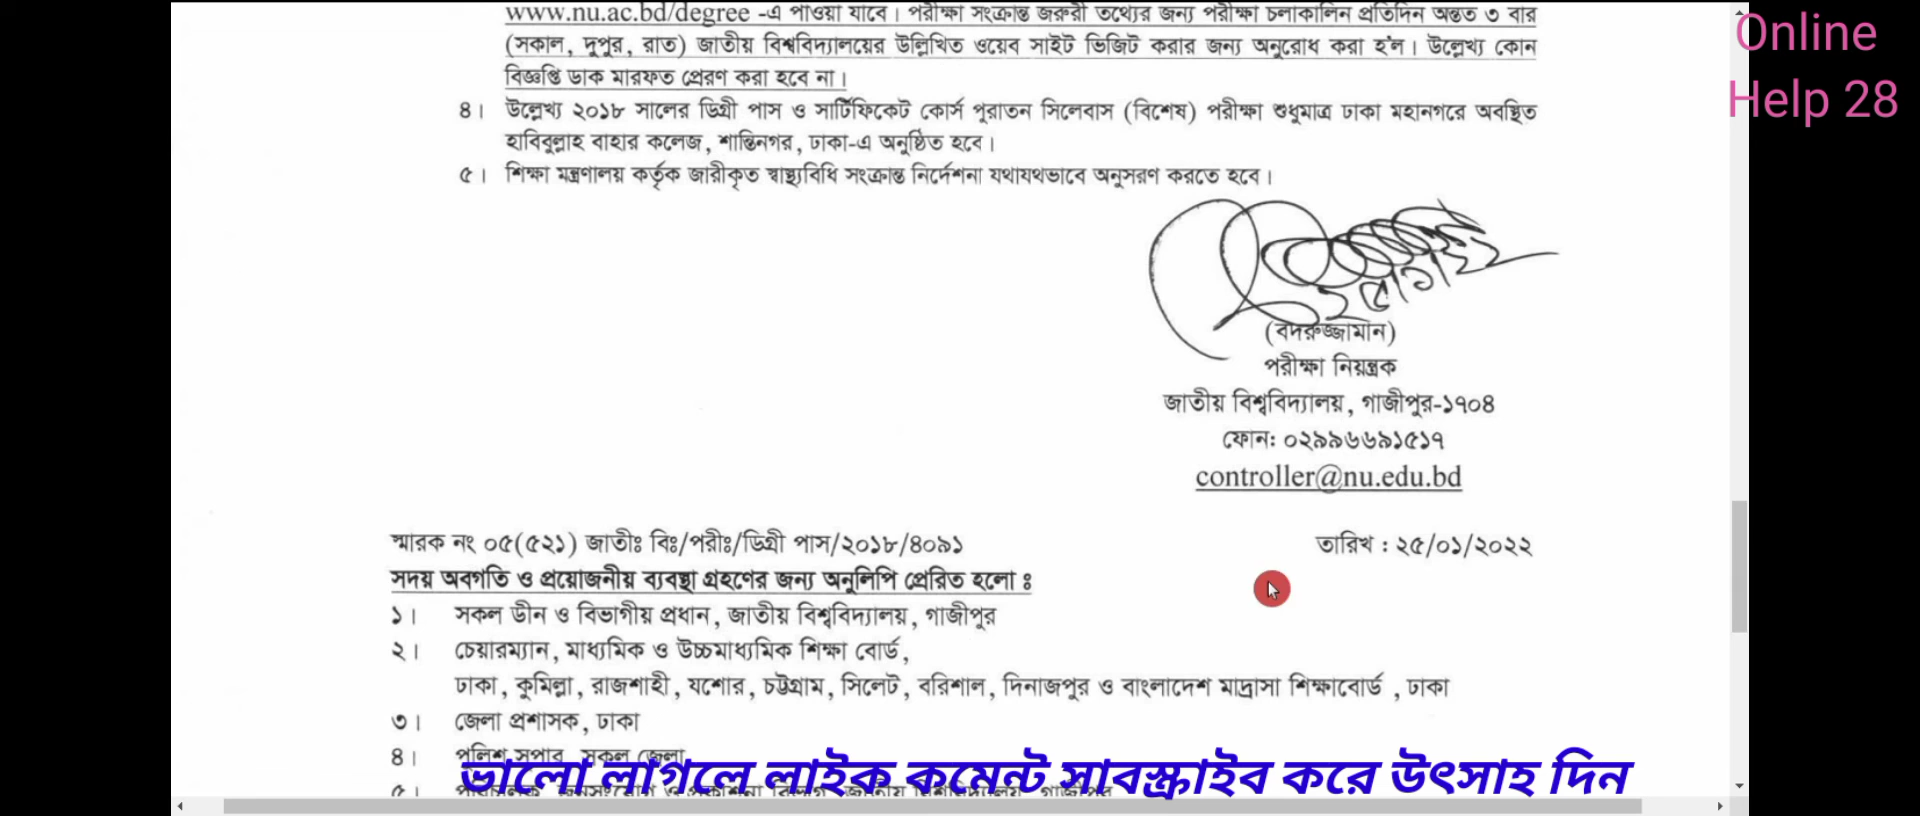 www.nu.ac.bd/degree -এ পাওয়া যাবে। পরীক্ষা সংক্রান্ত জরুরী তথ্যের জন্য পরীক্ষা চলাকালিন প্রতিদিন অন্তত ৩ বার
(সকাল, দুপুর, রাত) জাতীয় বিশ্ববিদ্যালয়ের উল্লিখিত ওয়েব সাইট ভিজিট করার জন্য অনুরোধ করা হ'ল। উল্লেখ্য কোন
বিজ্ঞপ্তি ডাক মারফত প্রেরণ করা হবে না।
৪। উল্লেখ্য ২০১৮ সালের ডিগ্রী পাস ও সার্টিফিকেট কোর্স পুরাতন সিলেবাস (বিশেষ) পরীক্ষা শুধুমাত্র ঢাকা মহানগরে অবস্থিত
হাবিবুল্লাহ বাহার কলেজ, শান্তিনগর, ঢাকা-এ অনুষ্ঠিত হবে।
৫। শিক্ষা মন্ত্রণালয় কর্তৃক জারীকৃত স্বাস্থ্যবিধি সংক্রান্ত নির্দেশনা যথাযথভাবে অনুসরণ করতে হবে।
(বদরুজ্জামান)
পরীক্ষা নিয়ন্ত্রক
জাতীয় বিশ্ববিদ্যালয়, গাজীপুর-১৭০৪
ফোন: ০২৯৯৬৬৯১৫১৭
controller@nu.edu.bd
স্মারক নং ০৫(৫২১) জাতীঃ বিঃ/পরীঃ/ডিগ্রী পাস/২০১৮/৪০৯১ তারিখ : ২৫/০১/২০২২
সদয় অবগতি ও প্রয়োজনীয় ব্যবস্থা গ্রহণের জন্য অনুলিপি প্রেরিত হলো ঃ
১। সকল ডীন ও বিভাগীয় প্রধান, জাতীয় বিশ্ববিদ্যালয়, গাজীপুর
২। চেয়ারম্যান, মাধ্যমিক ও উচ্চমাধ্যমিক শিক্ষা বোর্ড,
ঢাকা, কুমিল্লা, রাজশাহী, যশোর, চট্টগ্রাম, সিলেট, বরিশাল, দিনাজপুর ও বাংলাদেশ মাদ্রাসা শিক্ষাবোর্ড , ঢাকা
৩। জেলা প্রশাসক, ঢাকা
৪। পুলিশ সুপার, সকল জেলা
৫।
ভালো লাগলে লাইক কমেন্ট সাবস্ক্রাইব করে উৎসাহ দিন
Online
Help 28